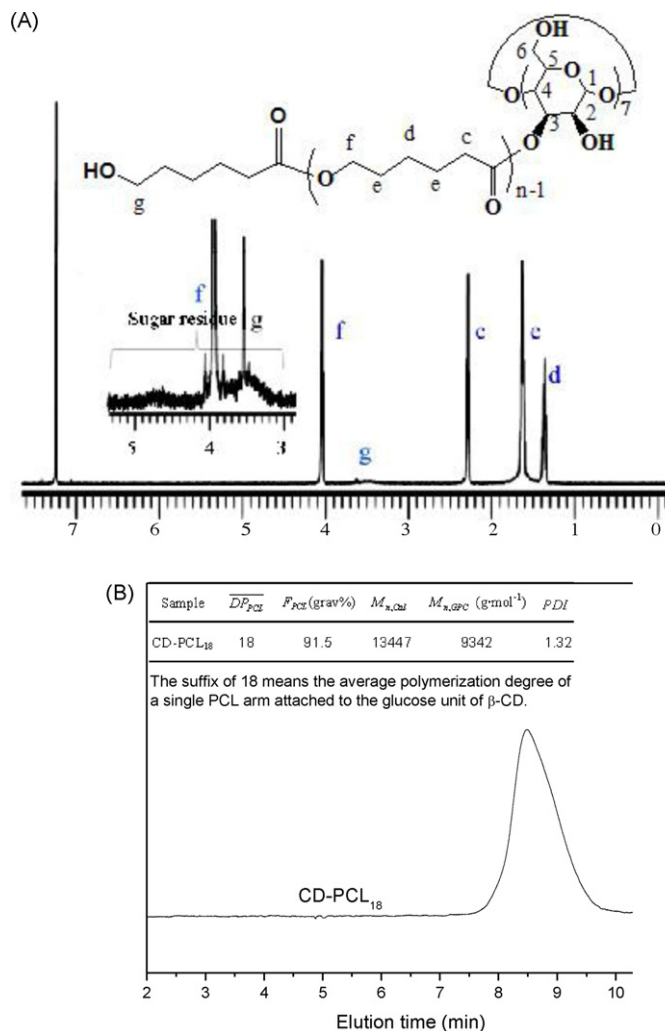 (A)
OH
6
5
O
1
4
O
O
7
3
2
O
OH
O
f
d
c
HO
O
e
e
n-1
g
O
f
Sugar residue
g
5
4
3
f
c
e
d
g
7
6
5
4
3
2
1
0
(B)
Sample DP_PCL F_PCL(grav%) M_n,Cal M_n,GPC (g·mol⁻¹) PDI
CD-PCL₁₈ 18 91.5 13447 9342 1.32
The suffix of 18 means the average polymerization degree of
a single PCL arm attached to the glucose unit of β-CD.
CD-PCL₁₈
2 3 4 5 6 7 8 9 10
Elution time (min)